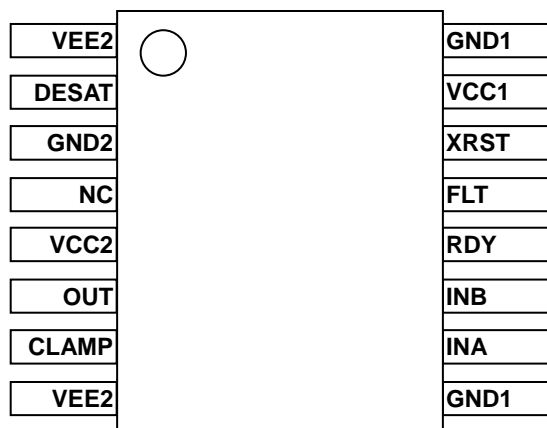 VEE2 GND1
DESAT VCC1
GND2 XRST
NC FLT
VCC2 RDY
OUT INB
CLAMP INA
VEE2 GND1